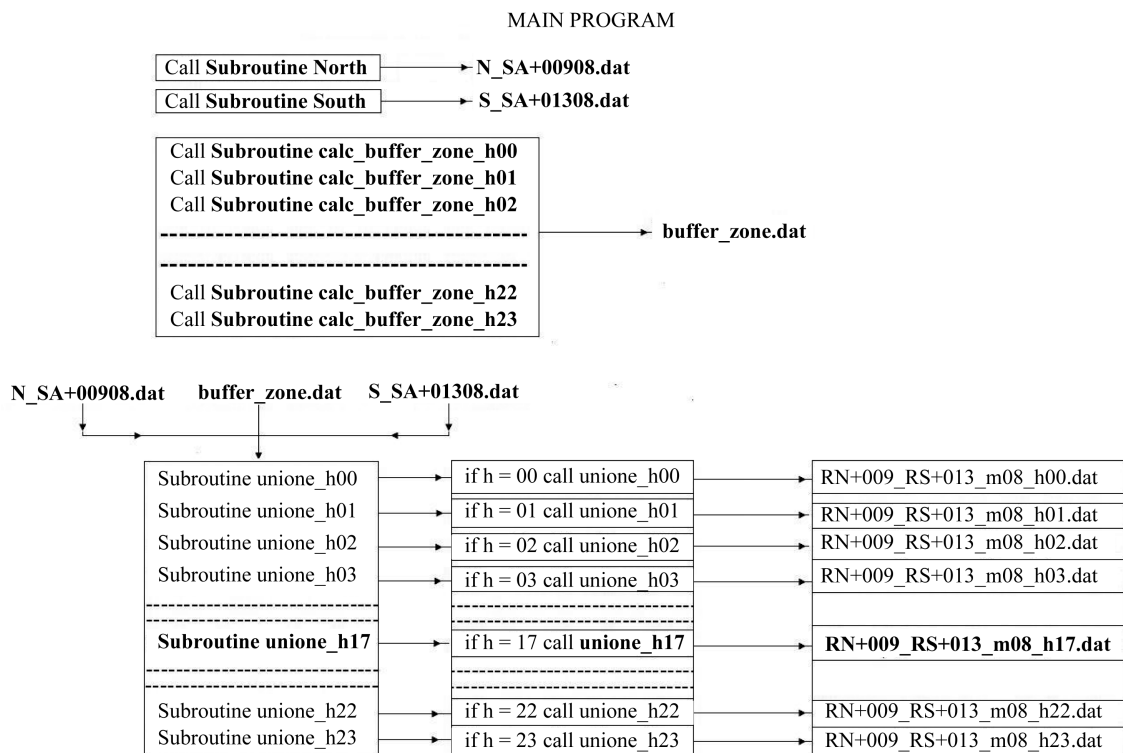 MAIN PROGRAM
Call Subroutine North
N_SA+00908.dat
Call Subroutine South
S_SA+01308.dat
Call Subroutine calc_buffer_zone_h00
Call Subroutine calc_buffer_zone_h01
Call Subroutine calc_buffer_zone_h02
buffer_zone.dat
Call Subroutine calc_buffer_zone_h22
Call Subroutine calc_buffer_zone_h23
N_SA+00908.dat buffer_zone.dat S_SA+01308.dat
Subroutine unione_h00 if h = 00 call unione_h00 RN+009_RS+013_m08_h00.dat
Subroutine unione_h01 if h = 01 call unione_h01 RN+009_RS+013_m08_h01.dat
Subroutine unione_h02 if h = 02 call unione_h02 RN+009_RS+013_m08_h02.dat
Subroutine unione_h03 if h = 03 call unione_h03 RN+009_RS+013_m08_h03.dat
Subroutine unione_h17 if h = 17 call unione_h17 RN+009_RS+013_m08_h17.dat
Subroutine unione_h22 if h = 22 call unione_h22 RN+009_RS+013_m08_h22.dat
Subroutine unione_h23 if h = 23 call unione_h23 RN+009_RS+013_m08_h23.dat